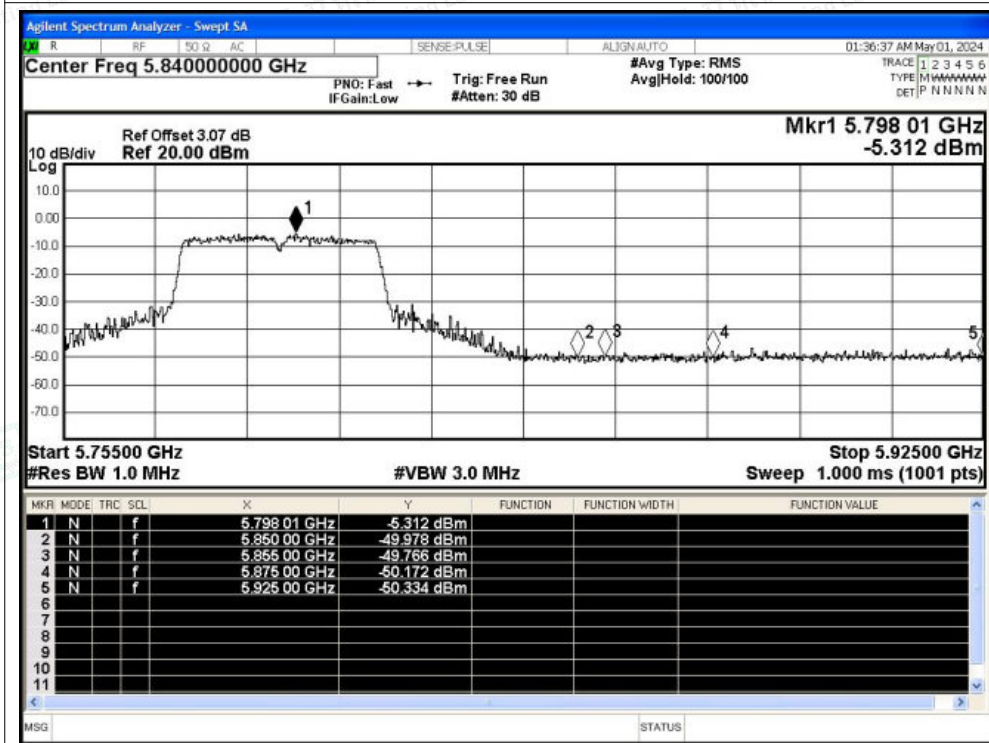 Agilent Spectrum Analyzer - Swept SA
LXI R RF 50 Ω AC SENSE:PULSE ALIGNAUTO 01:36:37 AM May 01, 2024
Center Freq 5.840000000 GHz
PNO: Fast
IFGain:Low
Trig: Free Run
#Atten: 30 dB
#Avg Type: RMS
Avg|Hold: 100/100
TRACE 1 2 3 4 5 6
TYPE M WWWWW
DET P N N N N N
Mkr1 5.798 01 GHz
-5.312 dBm
Ref Offset 3.07 dB
10 dB/div Ref 20.00 dBm
Log
10.0
0.00
-10.0
-20.0
-30.0
-40.0
-50.0
-60.0
-70.0
1
2
3
4
5
Start 5.75500 GHz Stop 5.92500 GHz
#Res BW 1.0 MHz #VBW 3.0 MHz Sweep 1.000 ms (1001 pts)
MKR MODE TRC SCL X Y FUNCTION FUNCTION WIDTH FUNCTION VALUE
1 N f 5.798 01 GHz -5.312 dBm
2 N f 5.850 00 GHz -49.978 dBm
3 N f 5.855 00 GHz -49.766 dBm
4 N f 5.875 00 GHz -50.172 dBm
5 N f 5.925 00 GHz -50.334 dBm
6
7
8
9
10
11
MSG STATUS